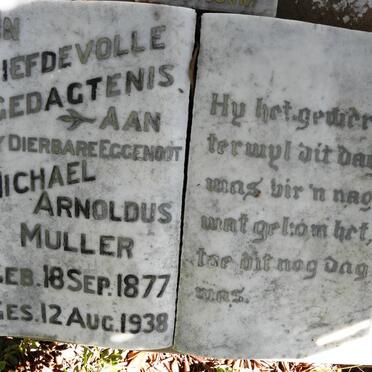 IN
LIEFDEVOLLE
GEDAGTENIS
AAN
MY DIERBARE EGGENOOT
MICHAEL
ARNOLDUS
MULLER
GEB. 18 SEP. 1877
GES. 12 AUG. 1938
Hy het gewerk
terwyl dit dag
was vir 'n nag
wat gekom het,
toe dit nog dag
was.